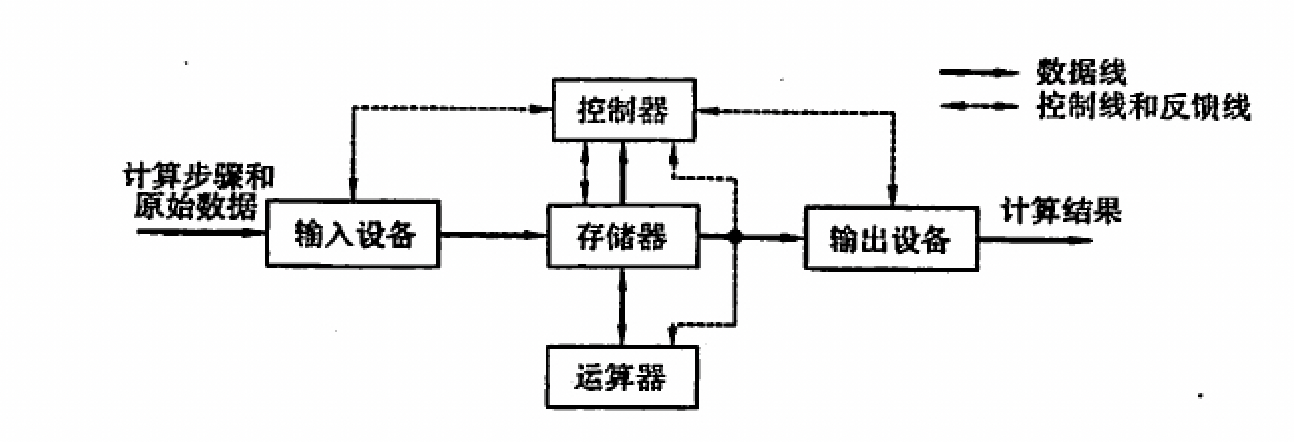 数据线
控制线和反馈线
控制器
计算步骤和
原始数据
输入设备
存储器
输出设备
计算结果
运算器